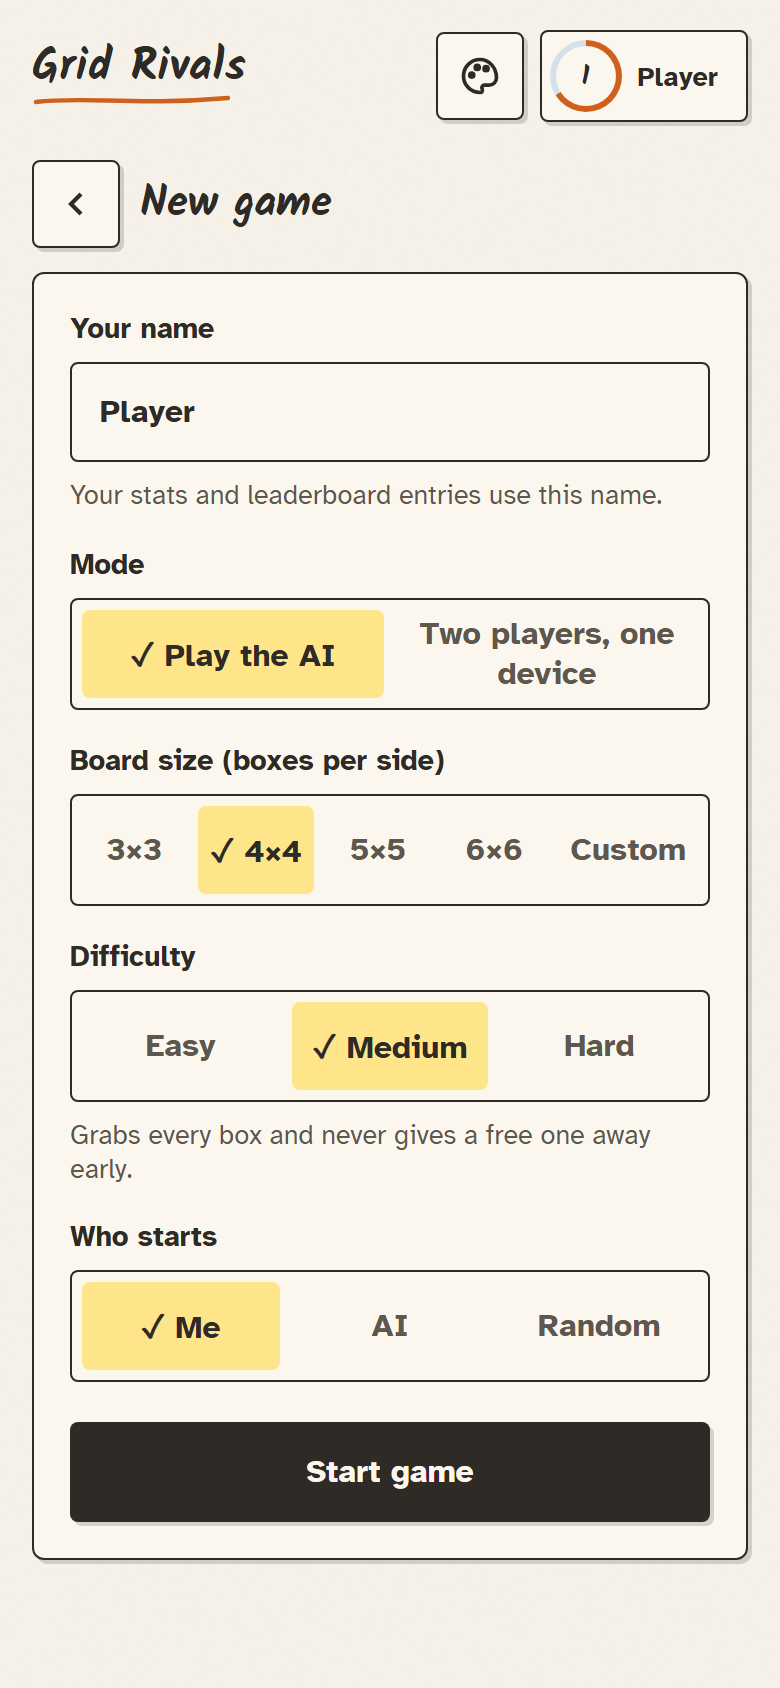 Grid Rivals
1
Player
New game
Your name
Player
Your stats and leaderboard entries use this name.
Mode
✓ Play the AI
Two players, one
device
Board size (boxes per side)
3×3
✓ 4×4
5×5
6×6
Custom
Difficulty
Easy
✓ Medium
Hard
Grabs every box and never gives a free one away
early.
Who starts
✓ Me
AI
Random
Start game